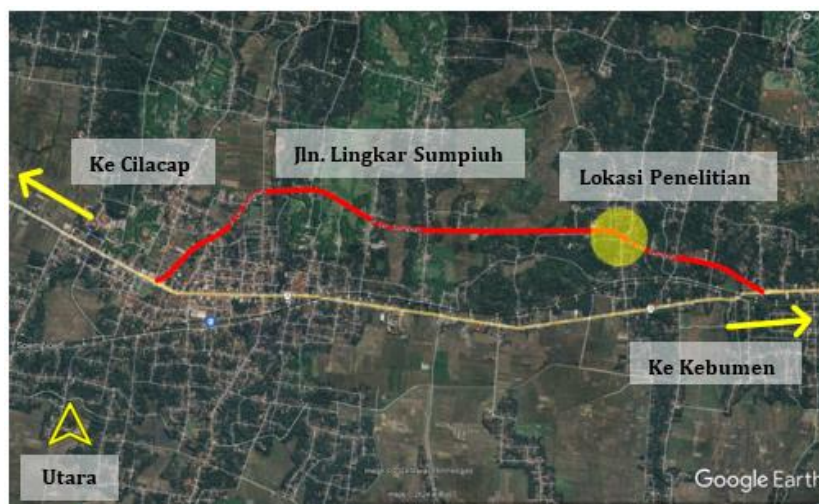 Jln. Lingkar Sumpiuh
Ke Cilacap
Lokasi Penelitian
Ke Kebumen
Utara
Google Earth